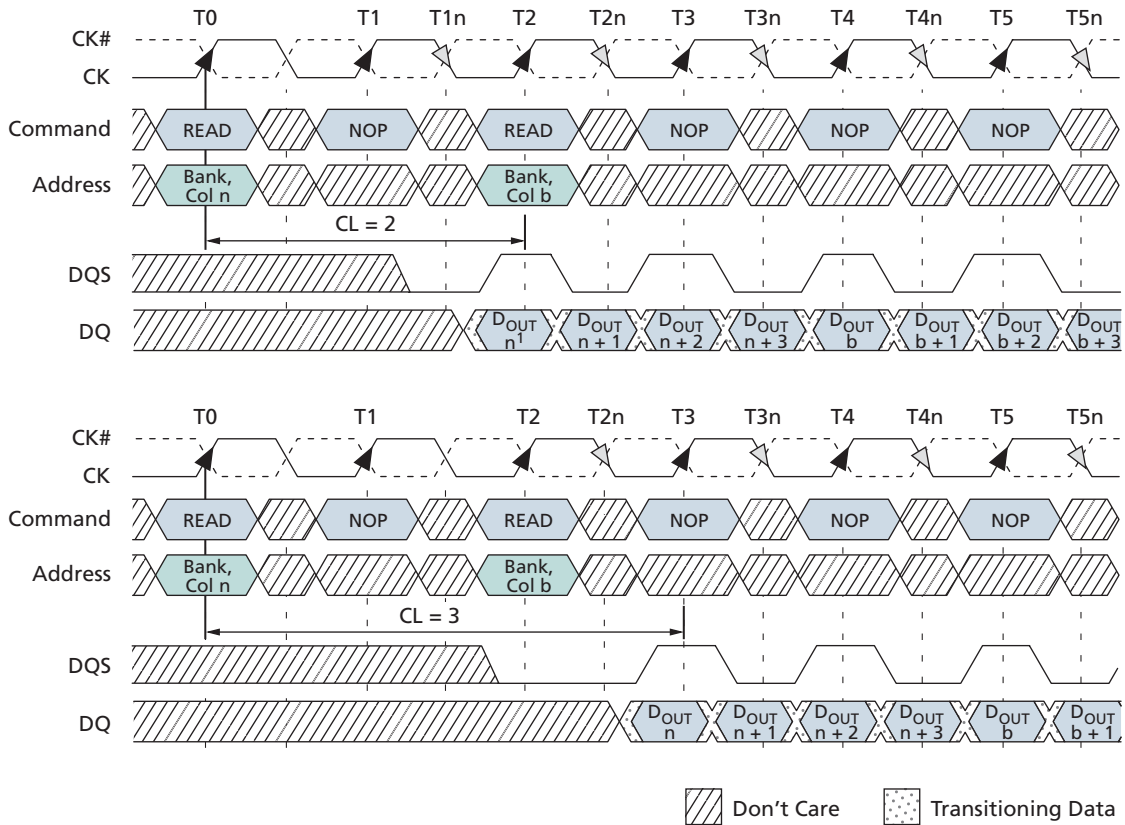 T0 T1 T1n T2 T2n T3 T3n T4 T4n T5 T5n
CK#
CK
Command READ NOP READ NOP NOP NOP
Address Bank, Col n Bank, Col b
CL = 2
DQS
DQ DOUT n¹ DOUT n + 1 DOUT n + 2 DOUT n + 3 DOUT b DOUT b + 1 DOUT b + 2 DOUT b + 3
T0 T1 T2 T2n T3 T3n T4 T4n T5 T5n
CK#
CK
Command READ NOP READ NOP NOP NOP
Address Bank, Col n Bank, Col b
CL = 3
DQS
DQ DOUT n DOUT n + 1 DOUT n + 2 DOUT n + 3 DOUT b DOUT b + 1
Don't Care Transitioning Data